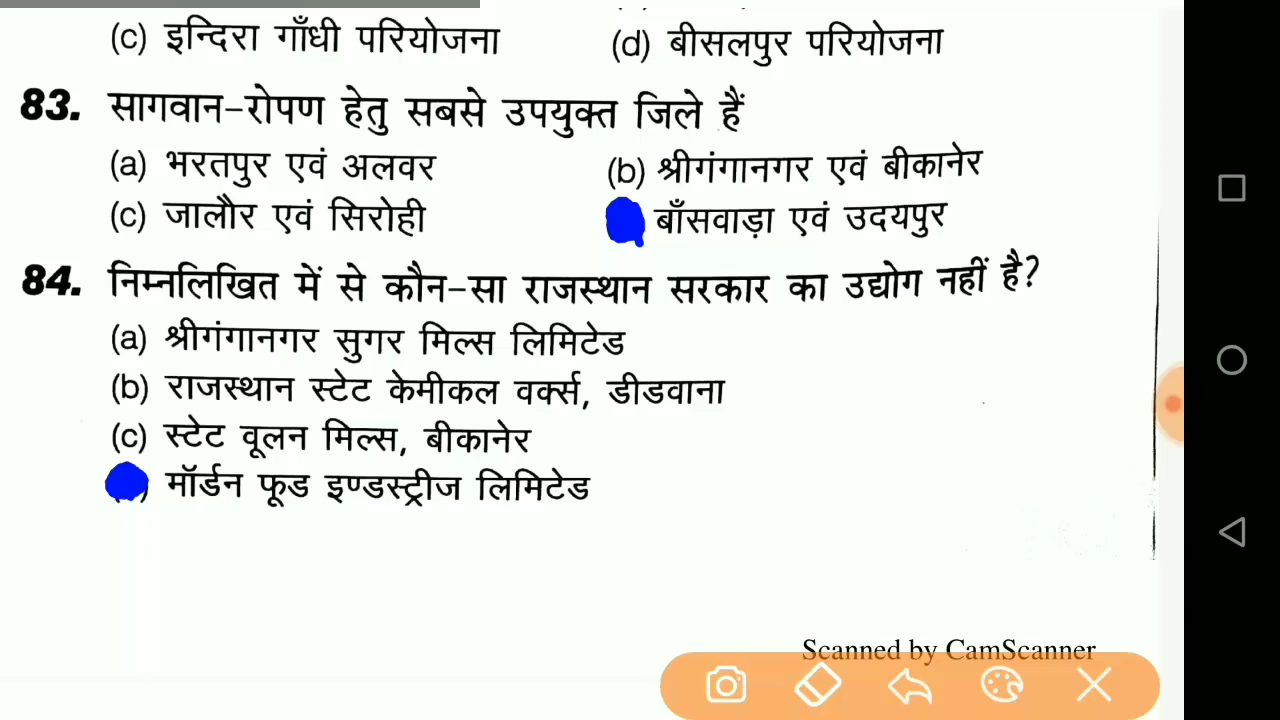 (c) इन्दिरा गाँधी परियोजना (d) बीसलपुर परियोजना
83. सागवान-रोपण हेतु सबसे उपयुक्त जिले हैं
(a) भरतपुर एवं अलवर (b) श्रीगंगानगर एवं बीकानेर
(c) जालौर एवं सिरोही बाँसवाड़ा एवं उदयपुर
84. निम्नलिखित में से कौन-सा राजस्थान सरकार का उद्योग नहीं है?
(a) श्रीगंगानगर सुगर मिल्स लिमिटेड
(b) राजस्थान स्टेट केमीकल वर्क्स, डीडवाना
(c) स्टेट वूलन मिल्स, बीकानेर
मॉर्डन फूड इण्डस्ट्रीज लिमिटेड
Scanned by CamScanner